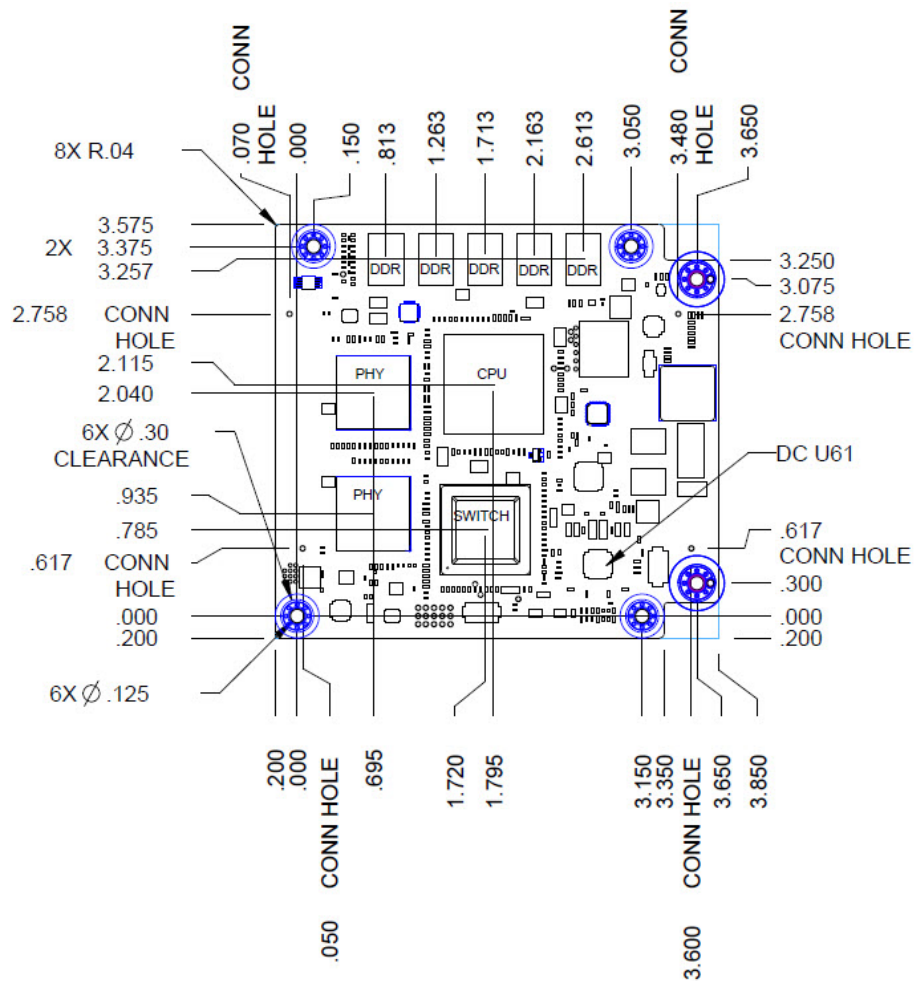 CONN
CONN
.070
HOLE
.000
.150
.813
1.263
1.713
2.163
2.613
3.050
3.480
HOLE
3.650
8X R.04
3.575
2X 3.375
3.257
DDR
DDR
DDR
DDR
DDR
3.250
3.075
2.758 CONN
HOLE
2.758
CONN HOLE
2.115
2.040
PHY
CPU
6X Ø .30
CLEARANCE
DC U61
.935
PHY
.785
SWITCH
.617 CONN
HOLE
.617
CONN HOLE
.300
.000
.200
.000
.200
6X Ø .125
.200
.000
.050 CONN HOLE
.695
1.720
1.795
3.150
3.350
3.600 CONN HOLE
3.650
3.850